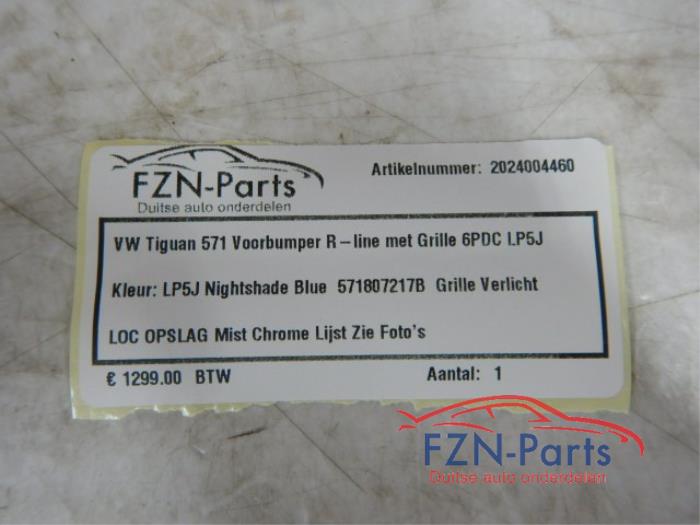 FZN-Parts
Duitse auto onderdelen
Artikelnummer: 2024004460
VW Tiguan 571 Voorbumper R-line met Grille 6PDC LP5J
Kleur: LP5J Nightshade Blue 571807217B Grille Verlicht
LOC OPSLAG Mist Chrome Lijst Zie Foto's
€ 1299.00 BTW
Aantal: 1
FZN-Parts
Duitse auto onderdelen